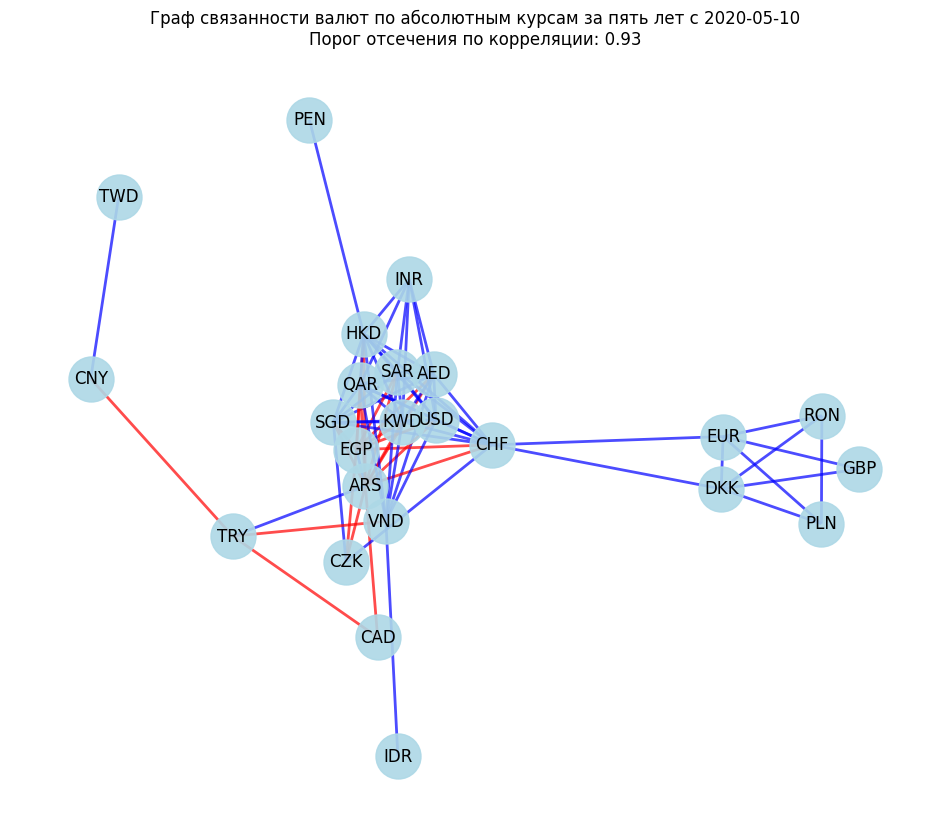 Граф связанности валют по абсолютным курсам за пять лет с 2020-05-10
Порог отсечения по корреляции: 0.93
PEN
TWD
INR
HKD
SAR
AED
CNY
QAR
SGD
KWD
USD
RON
EUR
CHF
EGP
GBP
ARS
DKK
VND
PLN
TRY
CZK
CAD
IDR